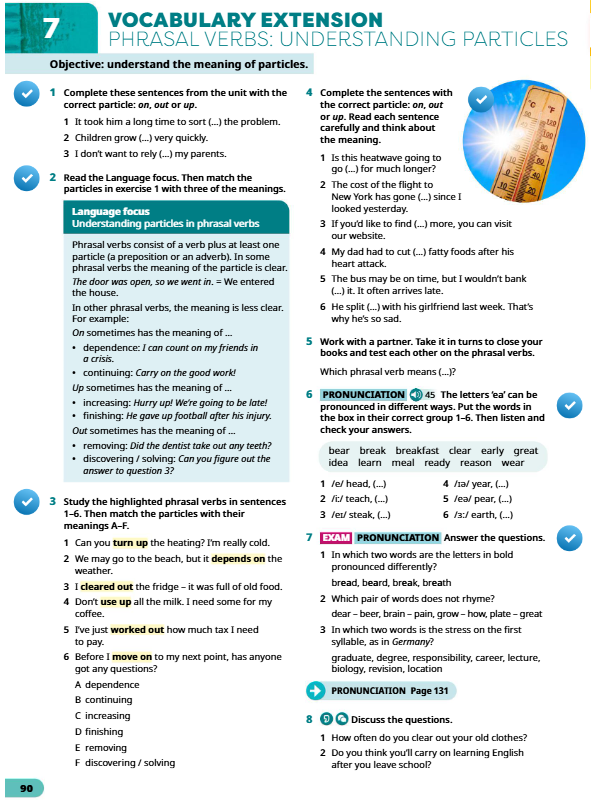 7
VOCABULARY EXTENSION
PHRASAL VERBS: UNDERSTANDING PARTICLES
Objective: understand the meaning of particles.
1 Complete these sentences from the unit with the
correct particle: on, out or up.
1 It took him a long time to sort (...) the problem.
2 Children grow (...) very quickly.
3 I don't want to rely (...) my parents.
2 Read the Language focus. Then match the
particles in exercise 1 with three of the meanings.
Language focus
Understanding particles in phrasal verbs
Phrasal verbs consist of a verb plus at least one
particle (a preposition or an adverb). In some
phrasal verbs the meaning of the particle is clear.
The door was open, so we went in. = We entered
the house.
In other phrasal verbs, the meaning is less clear.
For example:
On sometimes has the meaning of ...
• dependence: I can count on my friends in
a crisis.
• continuing: Carry on the good work!
Up sometimes has the meaning of ...
• increasing: Hurry up! We're going to be late!
• finishing: He gave up football after his injury.
Out sometimes has the meaning of ...
• removing: Did the dentist take out any teeth?
• discovering / solving: Can you figure out the
answer to question 3?
3 Study the highlighted phrasal verbs in sentences
1–6. Then match the particles with their
meanings A–F.
1 Can you turn up the heating? I'm really cold.
2 We may go to the beach, but it depends on the
weather.
3 I cleared out the fridge – it was full of old food.
4 Don't use up all the milk. I need some for my
coffee.
5 I've just worked out how much tax I need
to pay.
6 Before I move on to my next point, has anyone
got any questions?
A dependence
B continuing
C increasing
D finishing
E removing
F discovering / solving
90
4 Complete the sentences with
the correct particle: on, out
or up. Read each sentence
carefully and think about
the meaning.
1 Is this heatwave going to
go (...) for much longer?
2 The cost of the flight to
New York has gone (...) since I
looked yesterday.
3 If you'd like to find (...) more, you can visit
our website.
4 My dad had to cut (...) fatty foods after his
heart attack.
5 The bus may be on time, but I wouldn't bank
(...) it. It often arrives late.
6 He split (...) with his girlfriend last week. That's
why he's so sad.
°C °F
5 Work with a partner. Take it in turns to close your
books and test each other on the phrasal verbs.
Which phrasal verb means (...)?
6 PRONUNCIATION 45 The letters 'ea' can be
pronounced in different ways. Put the words in
the box in their correct group 1–6. Then listen and
check your answers.
bear break breakfast clear early great
idea learn meal ready reason wear
1 /e/ head, (...) 4 /ɪə/ year, (...)
2 /iː/ teach, (...) 5 /eə/ pear, (...)
3 /eɪ/ steak, (...) 6 /ɜː/ earth, (...)
7 EXAM PRONUNCIATION Answer the questions.
1 In which two words are the letters in bold
pronounced differently?
bread, beard, break, breath
2 Which pair of words does not rhyme?
dear – beer, brain – pain, grow – how, plate – great
3 In which two words is the stress on the first
syllable, as in Germany?
graduate, degree, responsibility, career, lecture,
biology, revision, location
PRONUNCIATION Page 131
8 Discuss the questions.
1 How often do you clear out your old clothes?
2 Do you think you'll carry on learning English
after you leave school?